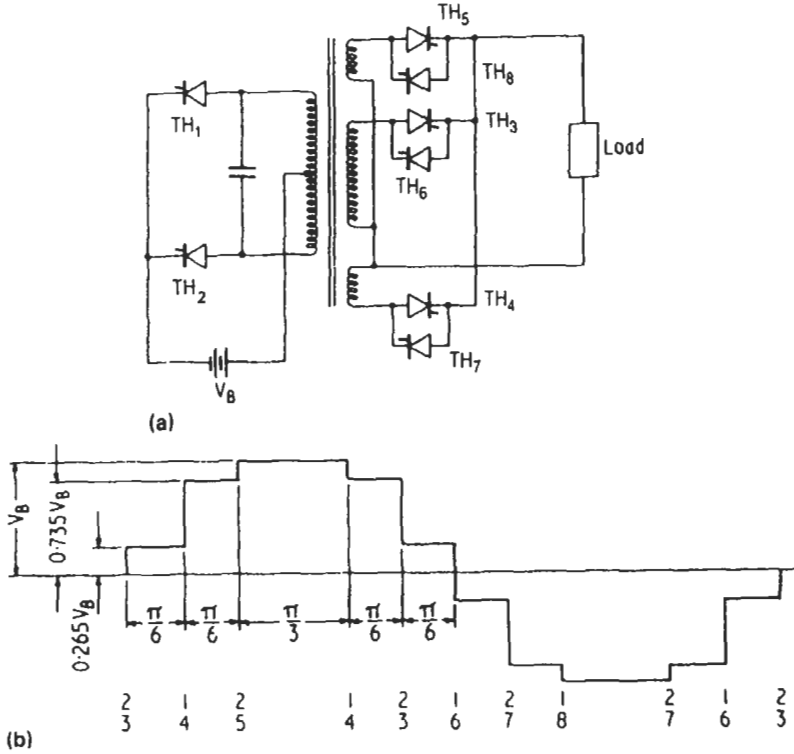 TH5
TH8
TH1
TH3
Load
TH6
TH2
TH4
TH7
VB
(a)
VB
0·735 VB
0·265 VB
π/6
π/6
π/3
π/6
π/6
2 1 2 1 2 1 2 1 2 1 2
3 4 5 4 3 6 7 8 7 6 3
(b)